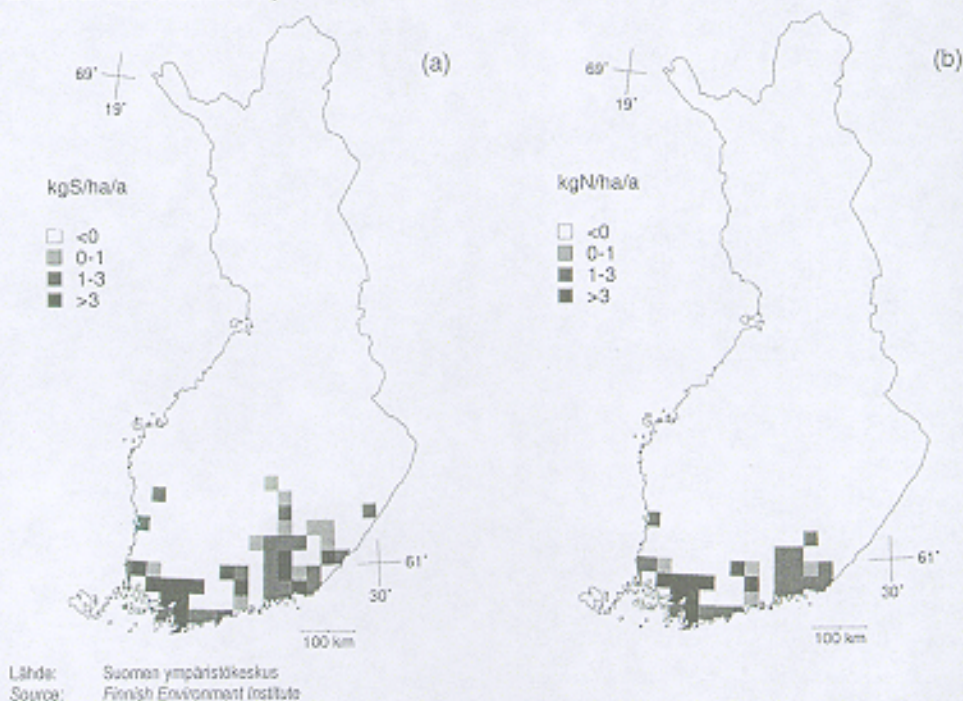 (a)
69°
19°
kgS/ha/a
<0
0-1
1-3
>3
61°
30°
100 km
(b)
69°
19°
kgN/ha/a
<0
0-1
1-3
>3
61°
30°
100 km
Lähde: Suomen ympäristökeskus
Source: Finnish Environment Institute